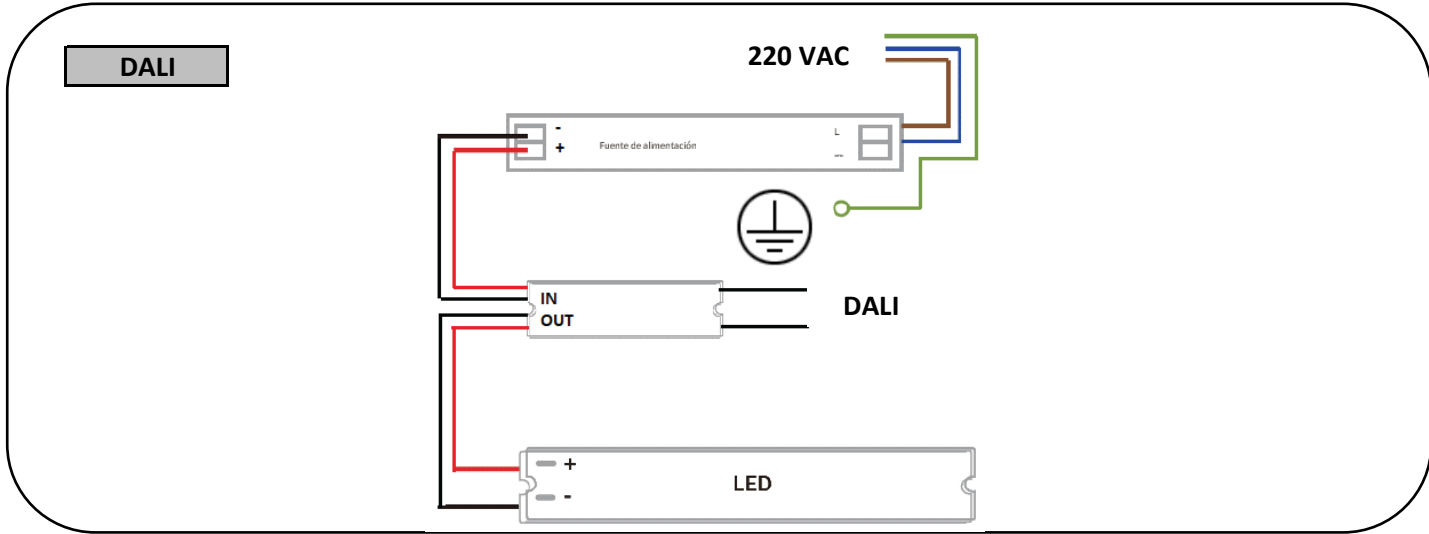 DALI
220 VAC
-
+
Fuente de alimentación
L
IN
OUT
DALI
+
-
LED